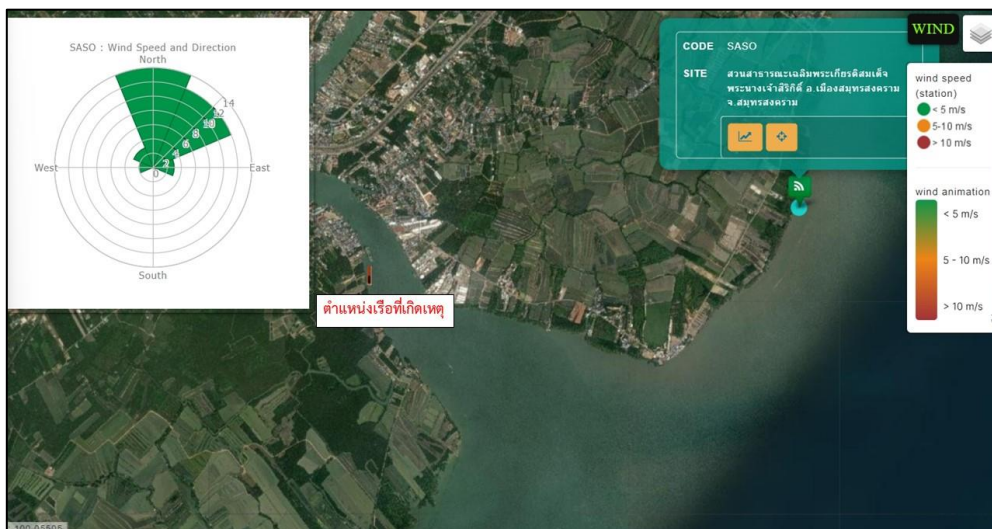 SASO : Wind Speed and Direction
North
14
12
10
8
6
4
2
0
West
East
South
ตำแหน่งเรือที่เกิดเหตุ
CODE SASO
SITE สวนสาธารณะเฉลิมพระเกียรติสมเด็จ
พระนางเจ้าสิริกิติ์ อ.เมืองสมุทรสงคราม
จ.สมุทรสงคราม
WIND
wind speed
(station)
< 5 m/s
5-10 m/s
> 10 m/s
wind animation
< 5 m/s
5 - 10 m/s
> 10 m/s